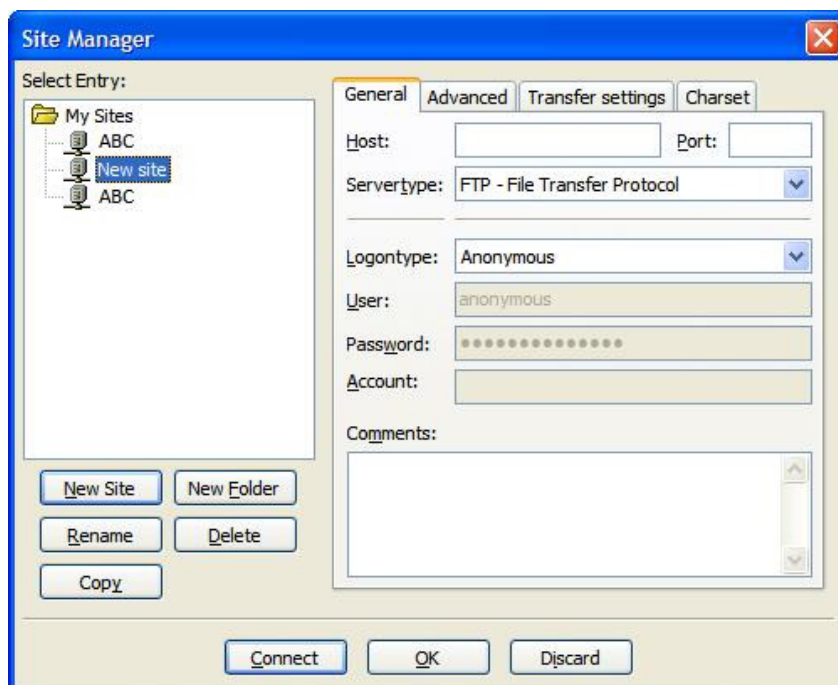 Site Manager
Select Entry:
My Sites
ABC
New site
ABC
New Site
New Folder
Rename
Delete
Copy
General
Advanced
Transfer settings
Charset
Host:
Port:
Servertype:
FTP - File Transfer Protocol
Logontype:
Anonymous
User:
anonymous
Password:
●●●●●●●●●●●●●●
Account:
Comments:
Connect
OK
Discard